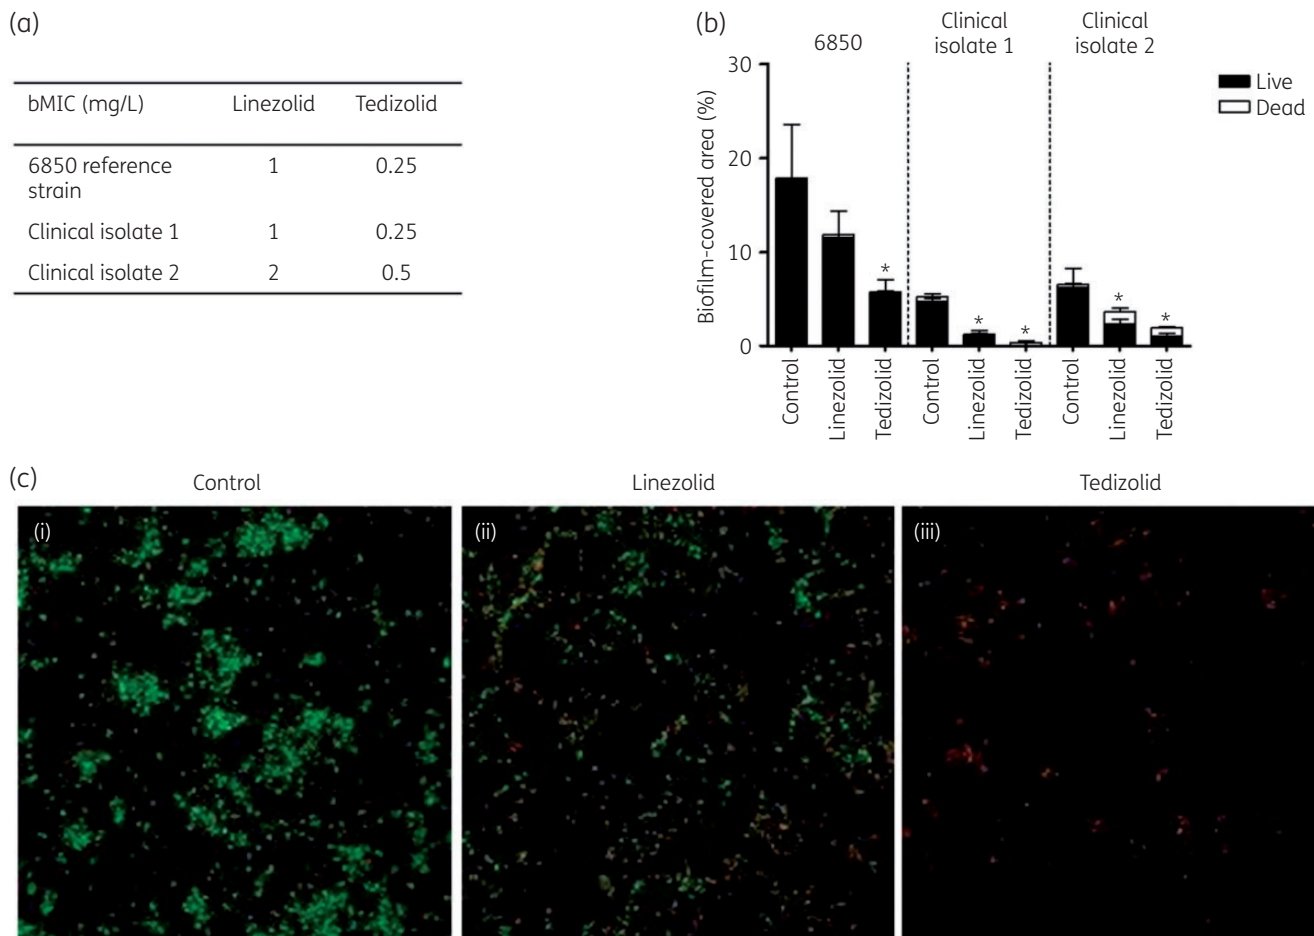 (a)
bMIC (mg/L) Linezolid Tedizolid
6850 reference
strain 1 0.25
Clinical isolate 1 1 0.25
Clinical isolate 2 2 0.5
(b)
6850
Clinical
isolate 1
Clinical
isolate 2
Biofilm-covered area (%)
30
20
10
0
* * * * *
Live
Dead
Control
Linezolid
Tedizolid
Control
Linezolid
Tedizolid
Control
Linezolid
Tedizolid
(c)
Control
Linezolid
Tedizolid
(i)
(ii)
(iii)